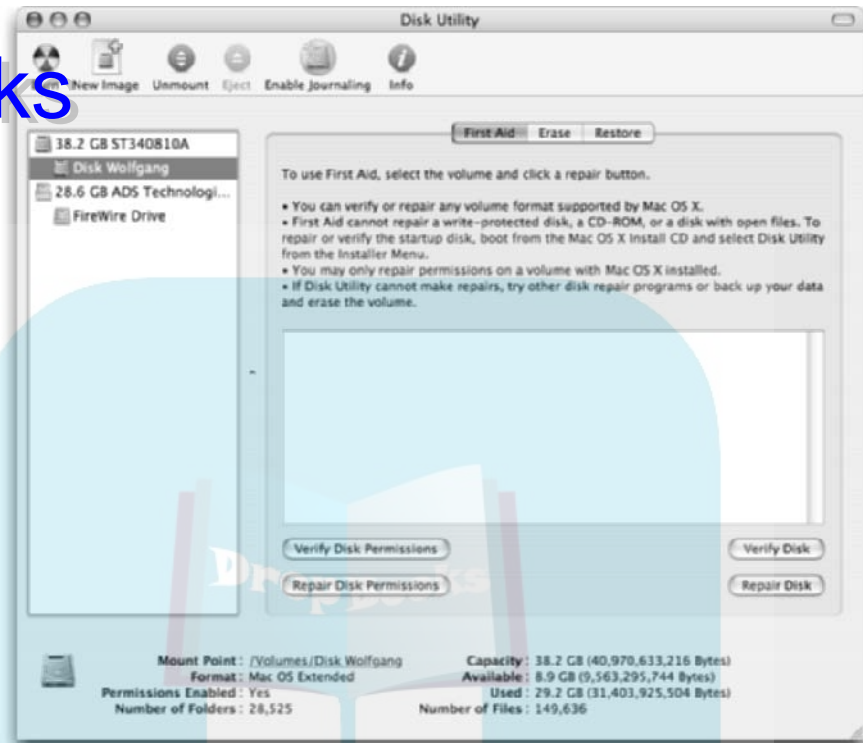 Disk Utility
ks
Burn New Image Unmount Eject Enable Journaling Info
38.2 GB ST340810A
Disk Wolfgang
28.6 GB ADS Technologi...
FireWire Drive
First Aid Erase Restore
To use First Aid, select the volume and click a repair button.
• You can verify or repair any volume format supported by Mac OS X.
• First Aid cannot repair a write-protected disk, a CD-ROM, or a disk with open files. To
repair or verify the startup disk, boot from the Mac OS X Install CD and select Disk Utility
from the Installer Menu.
• You may only repair permissions on a volume with Mac OS X installed.
• If Disk Utility cannot make repairs, try other disk repair programs or back up your data
and erase the volume.
Verify Disk Permissions Verify Disk
DropBooks
Repair Disk Permissions Repair Disk
Mount Point : /Volumes/Disk Wolfgang Capacity : 38.2 GB (40,970,633,216 Bytes)
Format : Mac OS Extended Available : 8.9 GB (9,563,295,744 Bytes)
Permissions Enabled : Yes Used : 29.2 GB (31,403,925,504 Bytes)
Number of Folders : 28,525 Number of Files : 149,636